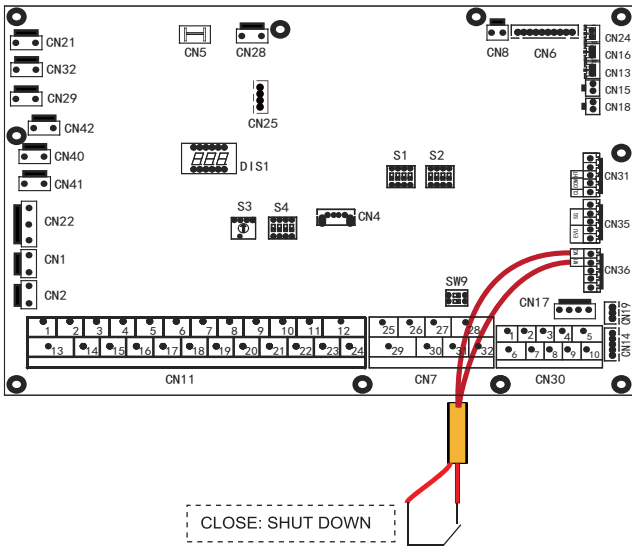 CN21
CN5
CN28
CN8
CN6
CN24
CN16
CN32
CN13
CN15
CN29
CN18
CN25
CN42
CN40
DIS1
S1
S2
CN31
CN41
S3
S4
CN4
SG
EVU
CN35
CN22
M2
M1
CN36
CN1
SW9
CN2
CN17
CN19
1 2 3 4 5 6 7 8 9 10 11 12
25 26 27 28
1 2 3 4 5
CN14
13 14 15 16 17 18 19 20 21 22 23 24
29 30 31 32
6 7 8 9 10
CN11
CN7
CN30
CLOSE: SHUT DOWN